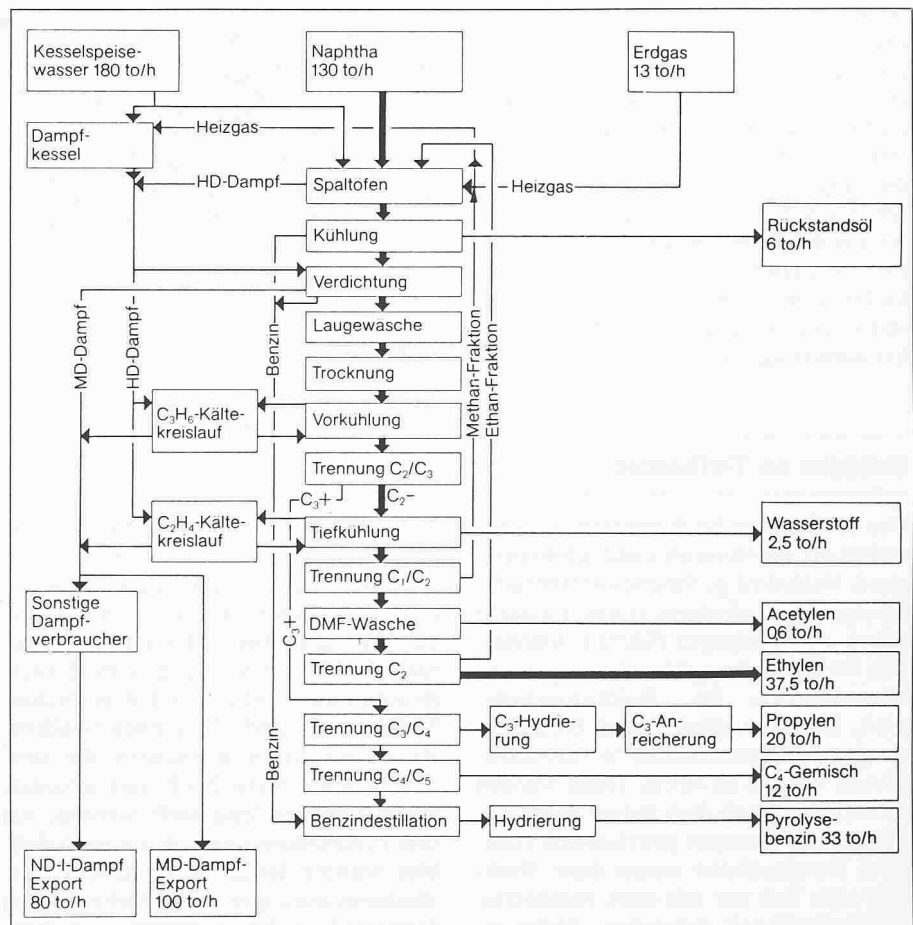 Kesselspeise-
wasser 180 to/h
Naphtha
130 to/h
Erdgas
13 to/h
Heizgas
Dampf-
kessel
HD-Dampf
Spaltöfen
Heizgas
Kühlung
Rückstandsöl
6 to/h
Verdichtung
MD-Dampf
HD-Dampf
Benzin
Laugewäsche
Methan-Fraktion
Ethan-Fraktion
Trocknung
C₃H₆-Kälte-
kreislauf
Vorkühlung
Trennung C₂/C₃
C₃+
C₂−
C₂H₄-Kälte-
kreislauf
Tiefkühlung
Wasserstoff
2,5 to/h
Trennung C₁/C₂
Sonstige
Dampf-
verbraucher
C₃+
DMF-Wäsche
Acetylen
0,6 to/h
Trennung C₂
Ethylen
37,5 to/h
Benzin
Trennung C₃/C₄
C₃-Hydrie-
rung
C₃-An-
reicherung
Propylen
20 to/h
Trennung C₄/C₅
C₄-Gemisch
12 to/h
Benzindestillation
Hydrierung
Pyrolyse-
benzin 33 to/h
ND-I-Dampf
Export
80 to/h
MD-Dampf-
Export
100 to/h